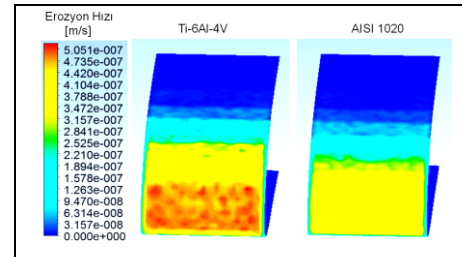 Erozyon Hızı
[m/s]
Ti-6Al-4V
AISI 1020
5.051e-007
4.735e-007
4.420e-007
4.104e-007
3.788e-007
3.472e-007
3.157e-007
2.841e-007
2.525e-007
2.210e-007
1.894e-007
1.578e-007
1.263e-007
9.470e-008
6.314e-008
3.157e-008
0.000e+000